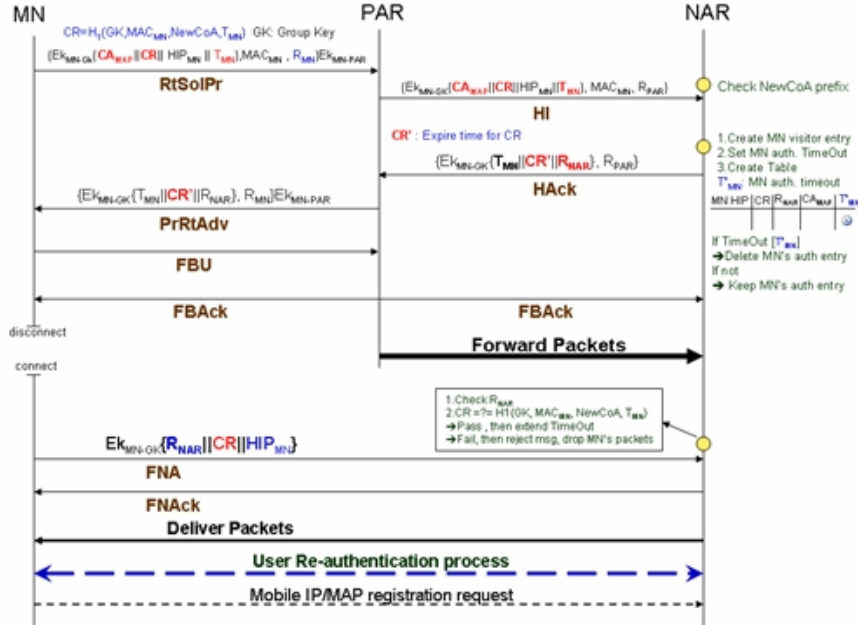 MN PAR NAR
CR=H1(GK,MACMN,NewCoA,TMN) GK: Group Key
{EkMN-GK{CAMAP||CR|| HIPMN || TMN},MACMN , RMN}EkMN-PAR
RtSolPr
{EkMN-GK{CAMAP||CR||HIPMN||TMN}, MACMN, RPAR}
HI
Check NewCoA prefix
CR' : Expire time for CR
{EkMN-GK{TMN||CR'||RNAR}, RPAR}
HAck
1.Create MN visitor entry
2.Set MN auth. TimeOut
3.Create Table
T'MN: MN auth. timeout
MN HIP CR RNAR CAMAP T'MN
{EkMN-GK{TMN||CR'||RNAR}, RMN}EkMN-PAR
PrRtAdv
If TimeOut [T'MN]
➔Delete MN's auth entry
If not
➔ Keep MN's auth entry
FBU
FBAck FBAck
disconnect
Forward Packets
connect
1.Check RNAR
2.CR =?= H1(GK, MACMN, NewCoA, TMN)
➔Pass , then extend TimeOut
➔Fail, then reject msg, drop MN's packets
EkMN-GK{RNAR||CR||HIPMN}
FNA
FNAck
Deliver Packets
User Re-authentication process
Mobile IP/MAP registration request